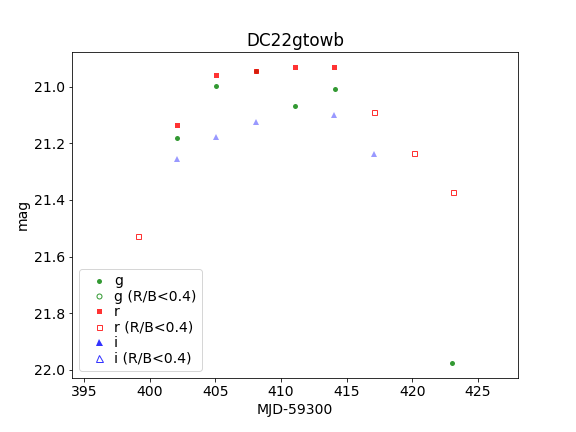 DC22gtowb
21.0
21.2
21.4
21.6
21.8
22.0
mag
g
g (R/B<0.4)
r
r (R/B<0.4)
i
i (R/B<0.4)
395 400 405 410 415 420 425
MJD-59300